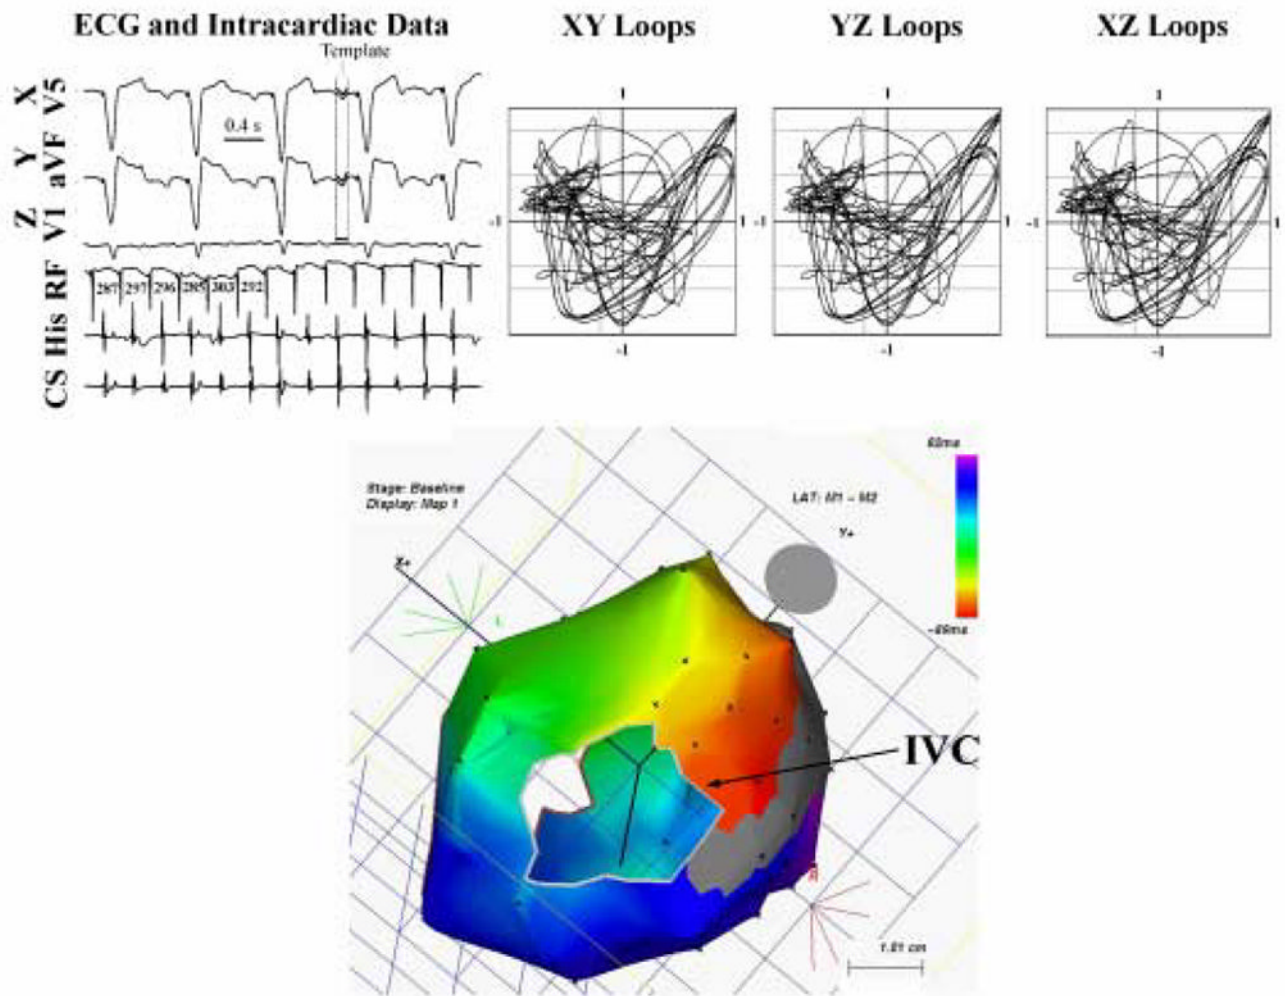 ECG and Intracardiac Data
XY Loops
YZ Loops
XZ Loops
Template
X
V5
0.4 s
Y
aVF
Z
V1
RF
287 297 296 285 303 292
His
CS
1
-1
1
-1
1
-1
1
-1
1
-1
1
-1
Stage: Baseline
Display: Map 1
LAT: M1 - M2
Y+
X+
L
-89ms
IVC
R
1.01 cm